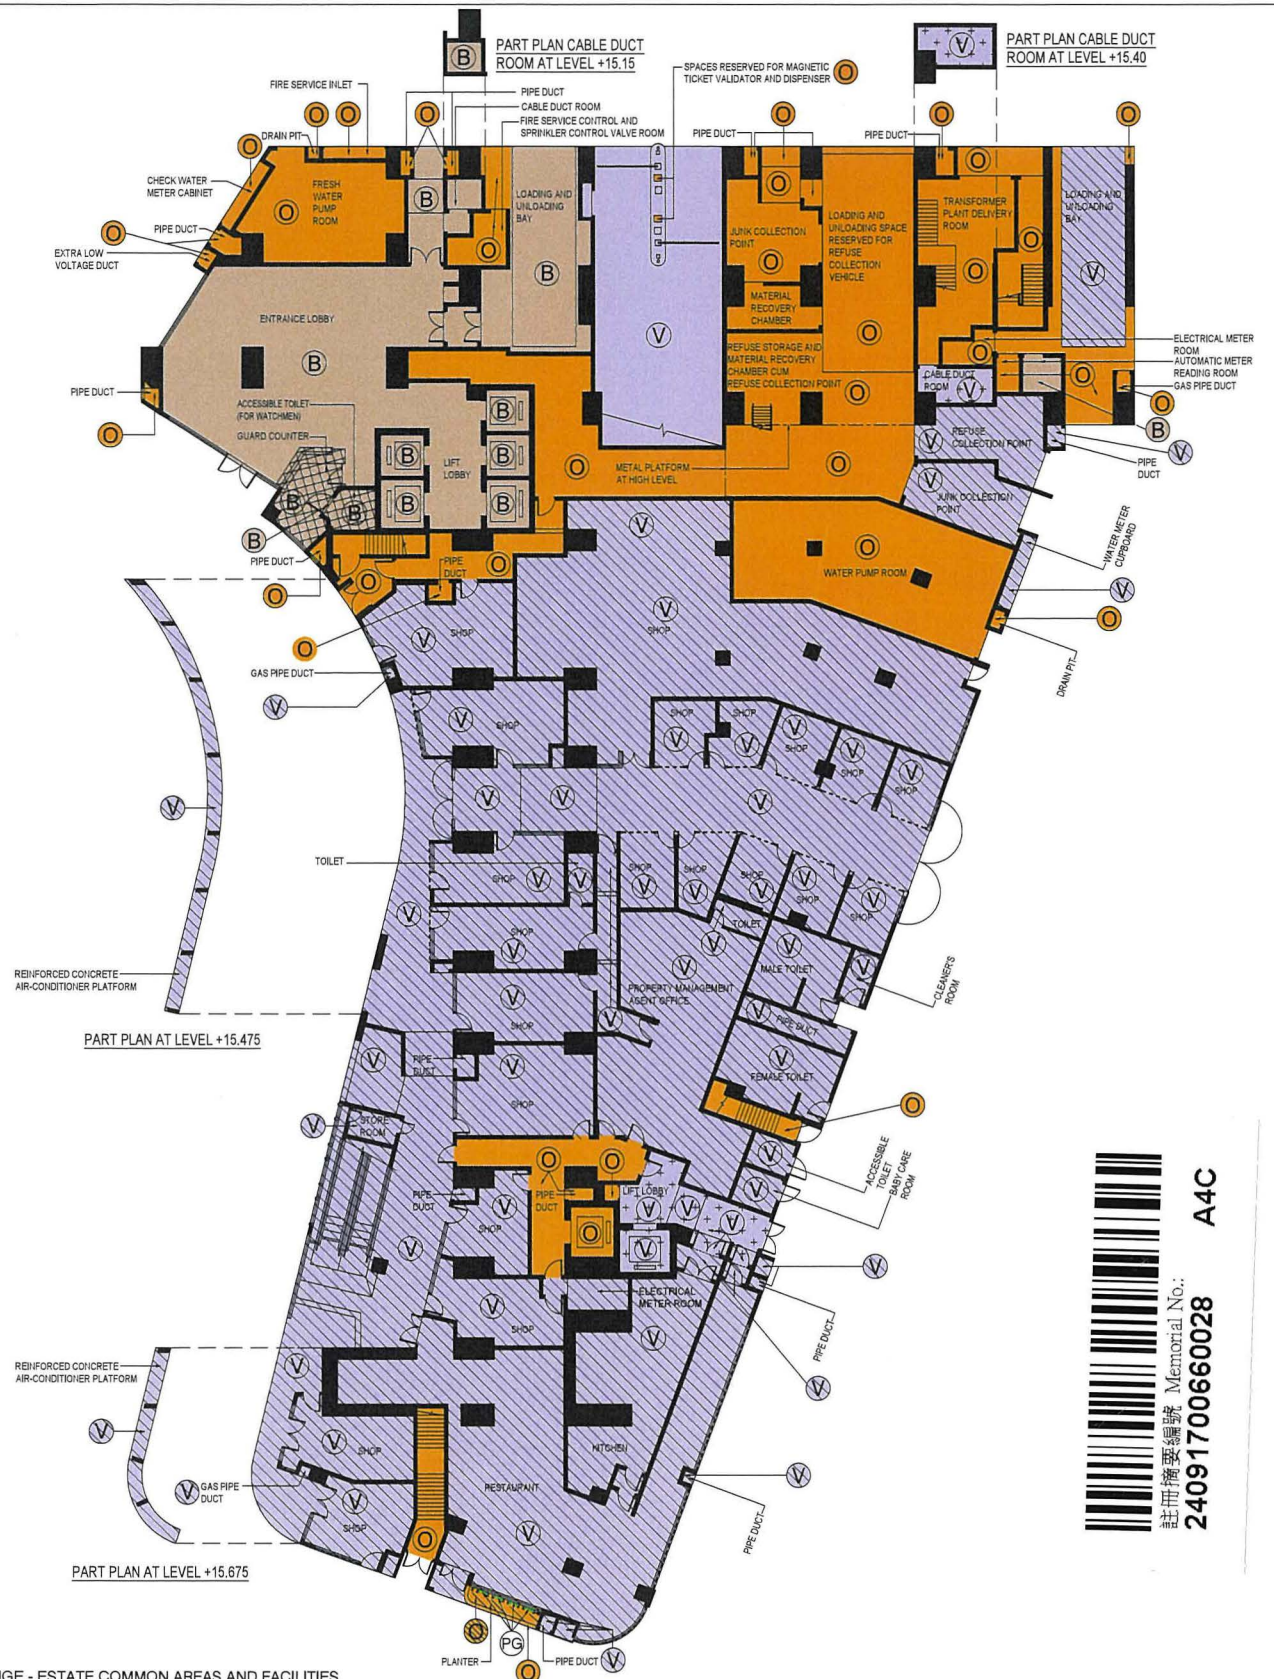 PART PLAN CABLE DUCT
ROOM AT LEVEL +15.15
B
PART PLAN CABLE DUCT
ROOM AT LEVEL +15.40
V
SPACES RESERVED FOR MAGNETIC
TICKET VALIDATOR AND DISPENSER
O
FIRE SERVICE INLET
PIPE DUCT
CABLE DUCT ROOM
FIRE SERVICE CONTROL AND
SPRINKLER CONTROL VALVE ROOM
DRAIN PIT
PIPE DUCT
PIPE DUCT
CHECK WATER
METER CABINET
FRESH
WATER
PUMP
ROOM
LOADING AND
UNLOADING
BAY
JUNK COLLECTION
POINT
LOADING AND
UNLOADING SPACE
RESERVED FOR
REFUSE
COLLECTION
VEHICLE
TRANSFORMER
PLANT DELIVERY
ROOM
LOADING AND
UNLOADING
BAY
PIPE DUCT
EXTRA LOW
VOLTAGE DUCT
MATERIAL
RECOVERY
CHAMBER
ENTRANCE LOBBY
REFUSE STORAGE AND
MATERIAL RECOVERY
CHAMBER CUM
REFUSE COLLECTION POINT
ELECTRICAL METER
ROOM
AUTOMATIC METER
READING ROOM
GAS PIPE DUCT
CABLE DUCT
ROOM
PIPE DUCT
ACCESSIBLE TOILET
(FOR WATCHMEN)
GUARD COUNTER
LIFT
LOBBY
METAL PLATFORM
AT HIGH LEVEL
REFUSE
COLLECTION POINT
PIPE
DUCT
JUNK COLLECTION
POINT
WATER METER
CUPBOARD
PIPE DUCT
PIPE
DUCT
WATER PUMP ROOM
SHOP
SHOP
DRAIN PIT
GAS PIPE DUCT
SHOP
SHOP
SHOP
SHOP
SHOP
SHOP
TOILET
SHOP
SHOP
SHOP
SHOP
SHOP
SHOP
SHOP
TOILET
MALE TOILET
CLEANER'S
ROOM
REINFORCED CONCRETE
AIR-CONDITIONER PLATFORM
PROPERTY MANAGEMENT
AGENT OFFICE
SHOP
PIPE DUCT
PART PLAN AT LEVEL +15.475
PIPE
DUCT
SHOP
FEMALE TOILET
STORE
ROOM
ACCESSIBLE
TOILET
BABY CARE
ROOM
PIPE
DUCT
SHOP
PIPE
DUCT
LIFT LOBBY
ELECTRICAL
METER ROOM
SHOP
PIPE DUCT
REINFORCED CONCRETE
AIR-CONDITIONER PLATFORM
SHOP
KITCHEN
GAS PIPE
DUCT
SHOP
RESTAURANT
PIPE DUCT
PART PLAN AT LEVEL +15.675
PLANTER
PG
PIPE DUCT
註冊摘要編號 Memorial No.:
24091700660028
A4C
- ESTATE COMMON AREAS AND FACILITIES